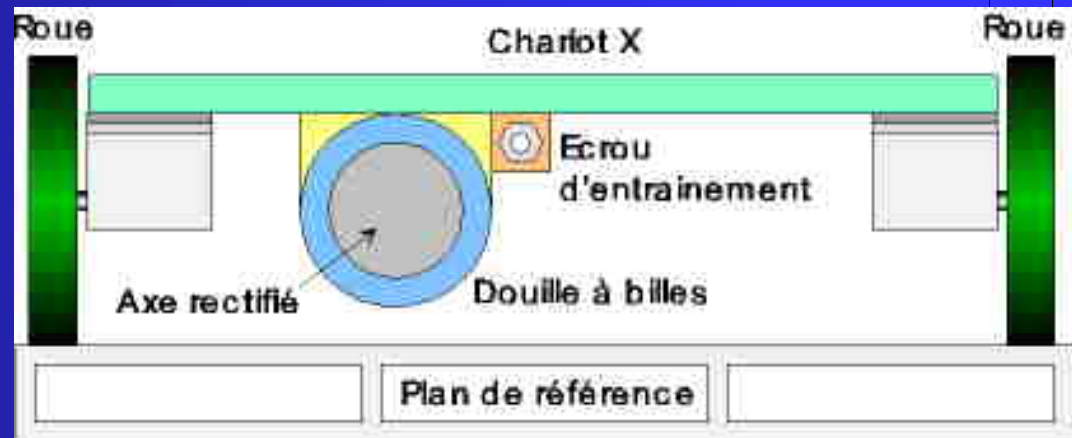 Roue
Chariot X
Roue
Ecrou
d'entrainement
Axe rectifié
Douille à billes
Plan de référence